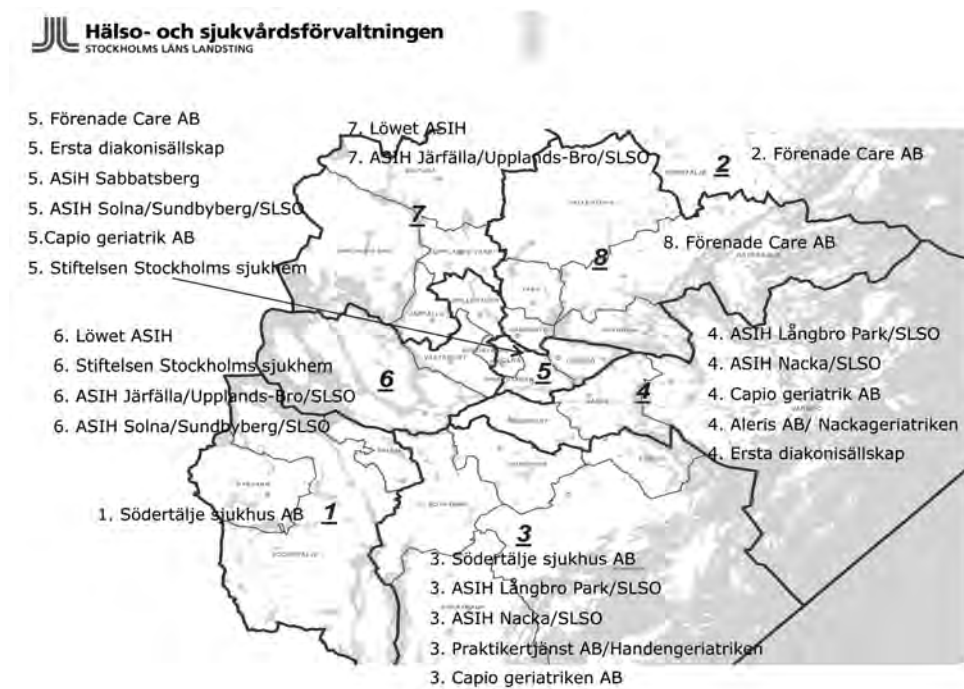 Hälso- och sjukvårdsförvaltningen
STOCKHOLMS LÄNS LANDSTING
5. Förenade Care AB
5. Ersta diakonisällskap
5. ASiH Sabbatsberg
5. ASIH Solna/Sundbyberg/SLSO
5.Capio geriatrik AB
5. Stiftelsen Stockholms sjukhem
7. Löwet ASIH
7. ASIH Järfälla/Upplands-Bro/SLSO
2
2. Förenade Care AB
7
8
8. Förenade Care AB
6. Löwet ASIH
6. Stiftelsen Stockholms sjukhem
6. ASIH Järfälla/Upplands-Bro/SLSO
6. ASIH Solna/Sundbyberg/SLSO
6
5
4
4. ASIH Långbro Park/SLSO
4. ASIH Nacka/SLSO
4. Capio geriatrik AB
4. Aleris AB/ Nackageriatriken
4. Ersta diakonisällskap
1, Södertälje sjukhus AB
1
3
3. Södertälje sjukhus AB
3. ASIH Långbro Park/SLSO
3. ASIH Nacka/SLSO
3. Praktikertjänst AB/Handengeriatriken
3. Capio geriatriken AB